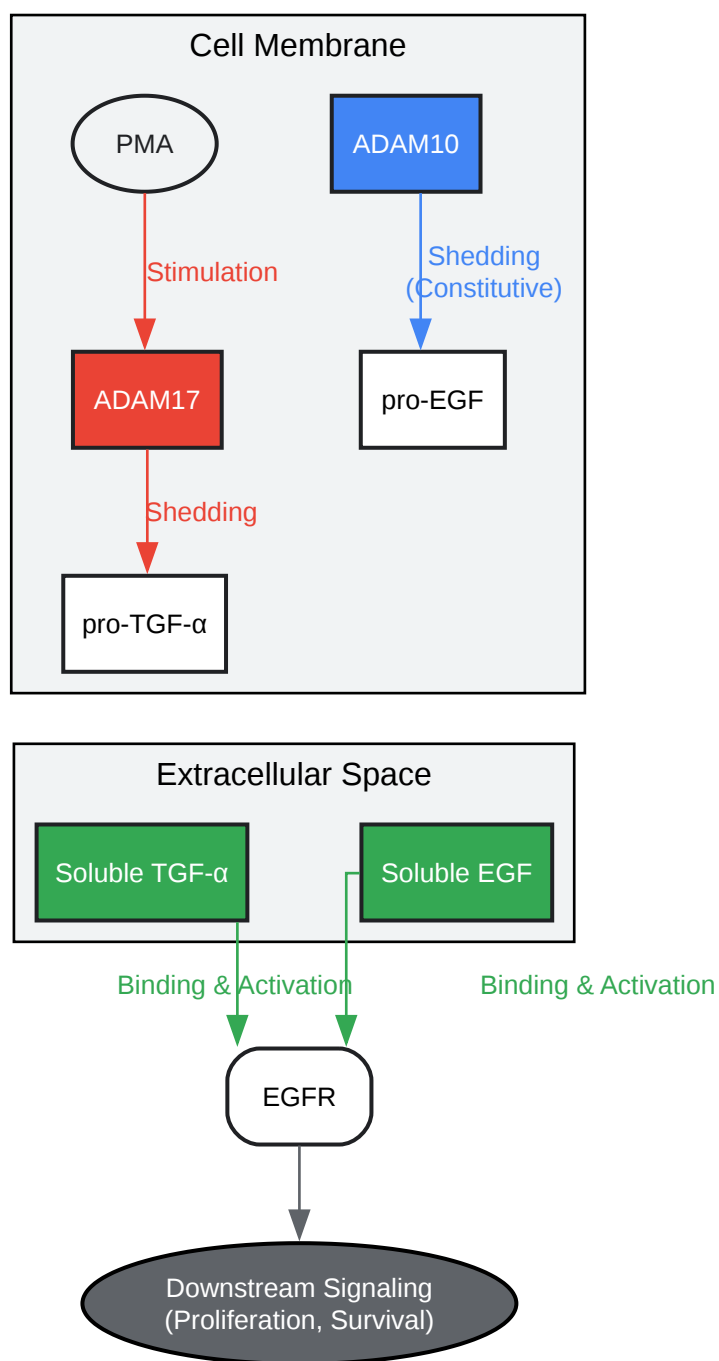 Cell Membrane
PMA
ADAM10
Stimulation
Shedding
(Constitutive)
ADAM17
pro-EGF
Shedding
pro-TGF-α
Extracellular Space
Soluble TGF-α
Soluble EGF
Binding & Activation
Binding & Activation
EGFR
Downstream Signaling
(Proliferation, Survival)